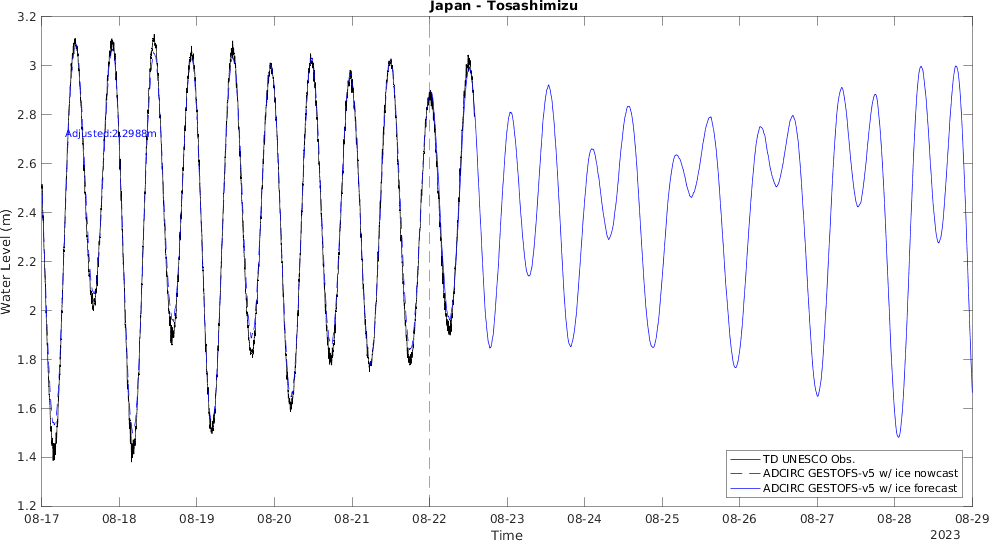 Japan - Tosashimizu
3.2
3
2.8
2.6
2.4
2.2
2
1.8
1.6
1.4
1.2
Water Level (m)
Adjusted:2.2988m
TD UNESCO Obs.
ADCIRC GESTOFS-v5 w/ ice nowcast
ADCIRC GESTOFS-v5 w/ ice forecast
08-17 08-18 08-19 08-20 08-21 08-22 08-23 08-24 08-25 08-26 08-27 08-28 08-29
Time
2023